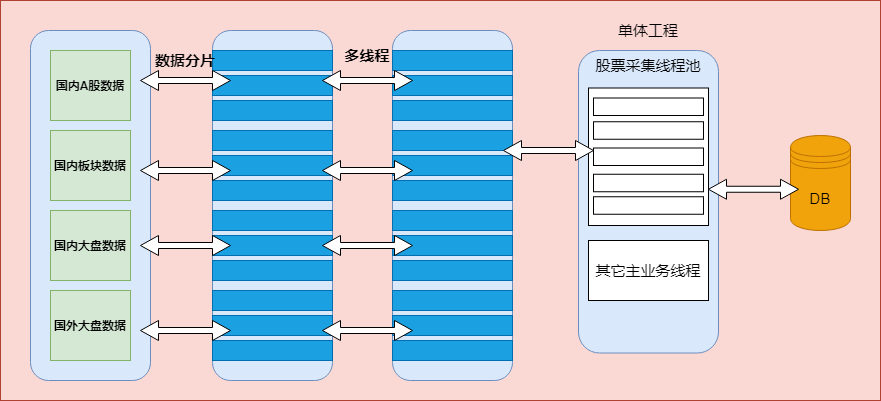 单体工程
数据分片
多线程
股票采集线程池
国内A股数据
国内板块数据
国内大盘数据
国外大盘数据
其它主业务线程
DB